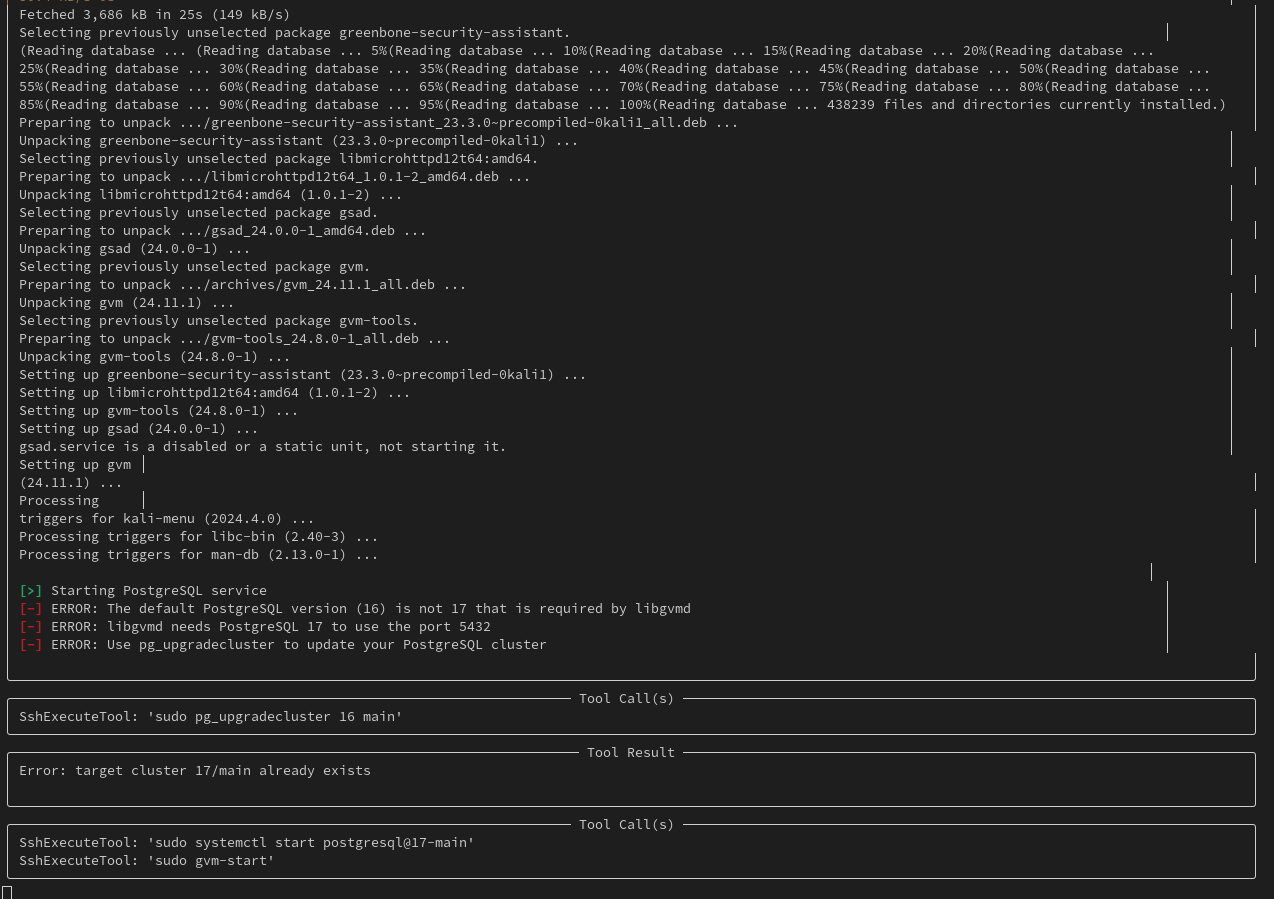 Fetched 3,686 kB in 25s (149 kB/s)
Selecting previously unselected package greenbone-security-assistant.
(Reading database ... (Reading database ... 5%(Reading database ... 10%(Reading database ... 15%(Reading database ... 20%(Reading database ...
25%(Reading database ... 30%(Reading database ... 35%(Reading database ... 40%(Reading database ... 45%(Reading database ... 50%(Reading database ...
55%(Reading database ... 60%(Reading database ... 65%(Reading database ... 70%(Reading database ... 75%(Reading database ... 80%(Reading database ...
85%(Reading database ... 90%(Reading database ... 95%(Reading database ... 100%(Reading database ... 438239 files and directories currently installed.)
Preparing to unpack .../greenbone-security-assistant_23.3.0~precompiled-0kali1_all.deb ...
Unpacking greenbone-security-assistant (23.3.0~precompiled-0kali1) ...
Selecting previously unselected package libmicrohttpd12t64:amd64.
Preparing to unpack .../libmicrohttpd12t64_1.0.1-2_amd64.deb ...
Unpacking libmicrohttpd12t64:amd64 (1.0.1-2) ...
Selecting previously unselected package gsad.
Preparing to unpack .../gsad_24.0.0-1_amd64.deb ...
Unpacking gsad (24.0.0-1) ...
Selecting previously unselected package gvm.
Preparing to unpack .../archives/gvm_24.11.1_all.deb ...
Unpacking gvm (24.11.1) ...
Selecting previously unselected package gvm-tools.
Preparing to unpack .../gvm-tools_24.8.0-1_all.deb ...
Unpacking gvm-tools (24.8.0-1) ...
Setting up greenbone-security-assistant (23.3.0~precompiled-0kali1) ...
Setting up libmicrohttpd12t64:amd64 (1.0.1-2) ...
Setting up gvm-tools (24.8.0-1) ...
Setting up gsad (24.0.0-1) ...
gsad.service is a disabled or a static unit, not starting it.
Setting up gvm
(24.11.1) ...
Processing
triggers for kali-menu (2024.4.0) ...
Processing triggers for libc-bin (2.40-3) ...
Processing triggers for man-db (2.13.0-1) ...
[>] Starting PostgreSQL service
[-] ERROR: The default PostgreSQL version (16) is not 17 that is required by libgvmd
[-] ERROR: libgvmd needs PostgreSQL 17 to use the port 5432
[-] ERROR: Use pg_upgradecluster to update your PostgreSQL cluster
Tool Call(s)
SshExecuteTool: 'sudo pg_upgradecluster 16 main'
Tool Result
Error: target cluster 17/main already exists
Tool Call(s)
SshExecuteTool: 'sudo systemctl start postgresql@17-main'
SshExecuteTool: 'sudo gvm-start'